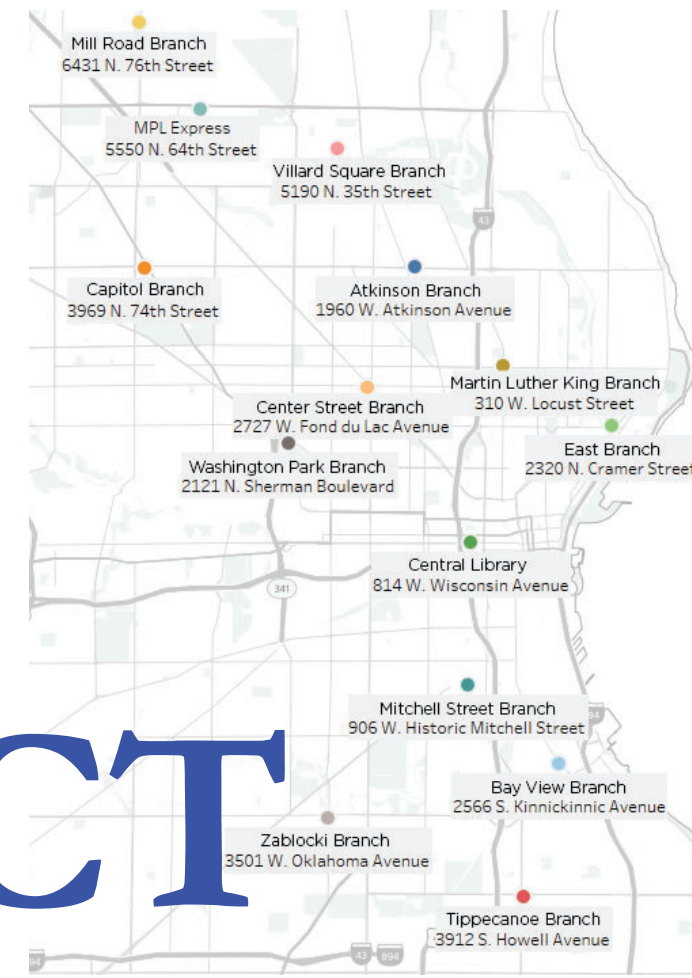 Mill Road Branch
6431 N. 76th Street
MPL Express
5550 N. 64th Street
Villard Square Branch
5190 N. 35th Street
43
Capitol Branch
3969 N. 74th Street
Atkinson Branch
1960 W. Atkinson Avenue
Martin Luther King Branch
310 W. Locust Street
Center Street Branch
2727 W. Fond du Lac Avenue
East Branch
2320 N. Cramer Street
Washington Park Branch
2121 N. Sherman Boulevard
Central Library
814 W. Wisconsin Avenue
341
Mitchell Street Branch
906 W. Historic Mitchell Street
94
CT
Bay View Branch
2566 S. Kinnickinnic Avenue
Zablocki Branch
3501 W. Oklahoma Avenue
Tippecanoe Branch
3912 S. Howell Avenue
94
43 894